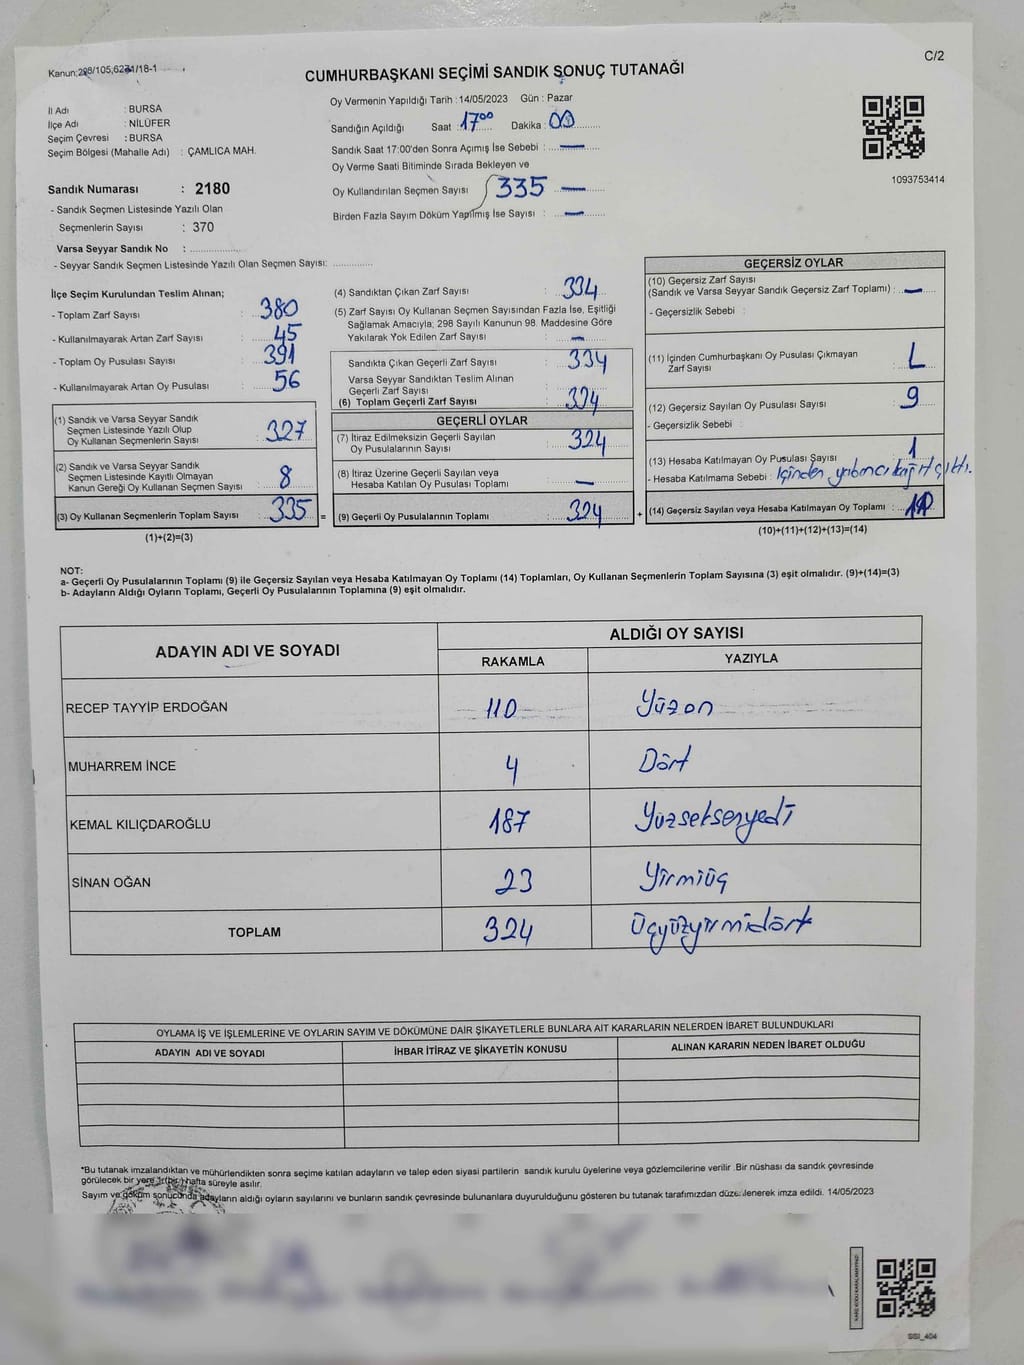 Kanun;298/105,6271/18-1
C/2
CUMHURBAŞKANI SEÇİMİ SANDIK SONUÇ TUTANAĞI
İl Adı : BURSA
İlçe Adı : NİLÜFER
Seçim Çevresi : BURSA
Seçim Bölgesi (Mahalle Adı) : ÇAMLICA MAH.
Sandık Numarası : 2180
- Sandık Seçmen Listesinde Yazılı Olan
Seçmenlerin Sayısı : 370
Varsa Seyyar Sandık No :
- Seyyar Sandık Seçmen Listesinde Yazılı Olan Seçmen Sayısı:
Oy Vermenin Yapıldığı Tarih : 14/05/2023 Gün : Pazar
Sandığın Açıldığı Saat : 17⁰⁰ Dakika : 00
Sandık Saat 17:00'den Sonra Açımış İse Sebebi : —
Oy Verme Saati Bitiminde Sırada Bekleyen ve
Oy Kullandırılan Seçmen Sayısı 335 —
Birden Fazla Sayım Döküm Yapılmış İse Sayısı : —
1093753414
İlçe Seçim Kurulundan Teslim Alınan;
- Toplam Zarf Sayısı : 380
- Kullanılmayarak Artan Zarf Sayısı : 45
- Toplam Oy Pusulası Sayısı : 391
- Kullanılmayarak Artan Oy Pusulası : 56
(1) Sandık ve Varsa Seyyar Sandık
Seçmen Listesinde Yazılı Olup
Oy Kullanan Seçmenlerin Sayısı : 327
(2) Sandık ve Varsa Seyyar Sandık
Seçmen Listesinde Kayıtlı Olmayan
Kanun Gereği Oy Kullanan Seçmen Sayısı : 8
(3) Oy Kullanan Seçmenlerin Toplam Sayısı : 335 =
(1)+(2)=(3)
(4) Sandıktan Çıkan Zarf Sayısı : 334
(5) Zarf Sayısı Oy Kullanan Seçmen Sayısından Fazla İse, Eşitliği
Sağlamak Amacıyla, 298 Sayılı Kanunun 98. Maddesine Göre
Yakılarak Yok Edilen Zarf Sayısı : —
Sandıkta Çıkan Geçerli Zarf Sayısı : 334
Varsa Seyyar Sandıktan Teslim Alınan
Geçerli Zarf Sayısı :
(6) Toplam Geçerli Zarf Sayısı :
GEÇERLİ OYLAR
(7) İtiraz Edilmeksizin Geçerli Sayılan
Oy Pusulalarının Sayısı : 324
(8) İtiraz Üzerine Geçerli Sayılan veya
Hesaba Katılan Oy Pusulası Toplamı : —
(9) Geçerli Oy Pusulalarının Toplamı : 324 +
GEÇERSİZ OYLAR
(10) Geçersiz Zarf Sayısı
(Sandık ve Varsa Seyyar Sandık Geçersiz Zarf Toplamı) : —
- Geçersizlik Sebebi :
(11) İçinden Cumhurbaşkanı Oy Pusulası Çıkmayan
Zarf Sayısı :
(12) Geçersiz Sayılan Oy Pusulası Sayısı : 9
- Geçersizlik Sebebi :
(13) Hesaba Katılmayan Oy Pusulası Sayısı : 1
- Hesaba Katılmama Sebebi : İçinden yabancı kağıt çıktı.
(14) Geçersiz Sayılan veya Hesaba Katılmayan Oy Toplamı :
(10)+(11)+(12)+(13)=(14)
NOT:
a- Geçerli Oy Pusulalarının Toplamı (9) ile Geçersiz Sayılan veya Hesaba Katılmayan Oy Toplamı (14) Toplamları, Oy Kullanan Seçmenlerin Toplam Sayısına (3) eşit olmalıdır. (9)+(14)=(3)
b- Adayların Aldığı Oyların Toplamı, Geçerli Oy Pusulalarının Toplamına (9) eşit olmalıdır.
ADAYIN ADI VE SOYADI
ALDIĞI OY SAYISI
RAKAMLA YAZIYLA
RECEP TAYYİP ERDOĞAN 110 Yüzon
MUHARREM İNCE 4 Dört
KEMAL KILIÇDAROĞLU 187 Yüzseksenyedi
SİNAN OĞAN 23 Yirmiüç
TOPLAM 324 Üçyüzyirmidört
OYLAMA İŞ VE İŞLEMLERİNE VE OYLARIN SAYIM VE DÖKÜMÜNE DAİR ŞİKAYETLERLE BUNLARA AİT KARARLARIN NELERDEN İBARET BULUNDUKLARI
ADAYIN ADI VE SOYADI İHBAR İTİRAZ VE ŞİKAYETİN KONUSU ALINAN KARARIN NEDEN İBARET OLDUĞU
*Bu tutanak imzalandıktan ve mühürlendikten sonra seçime katılan adayların ve talep eden siyasi partilerin sandık kurulu üyelerine veya gözlemcilerine verilir .Bir nüshası da sandık çevresinde
görülecek bir yere 1(bir) hafta süreyle asılır.
Sayım ve döküm sonucunda adayların aldığı oyların sayılarını ve bunların sandık çevresinde bulunanlara duyurulduğunu gösteren bu tutanak tarafımızdan düzenlenerek imza edildi. 14/05/2023
SSI_404